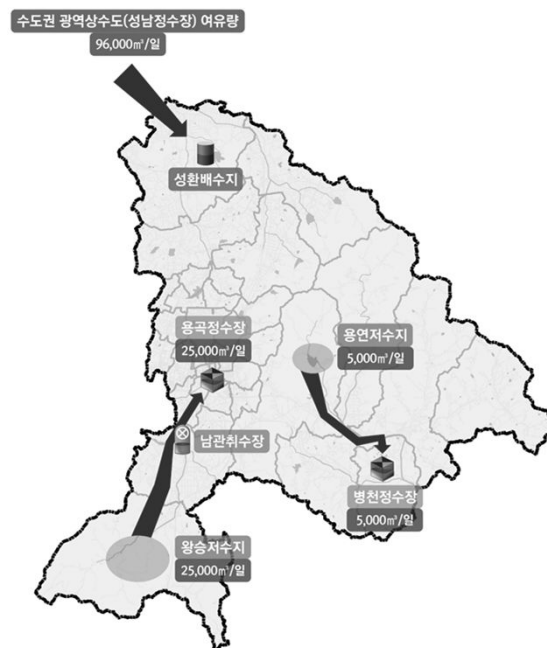 수도권 광역상수도(성남정수장) 여유량
96,000㎥/일
성환배수지
용곡정수장
25,000㎥/일
용연저수지
5,000㎥/일
남관취수장
병천정수장
5,000㎥/일
왕승저수지
25,000㎥/일